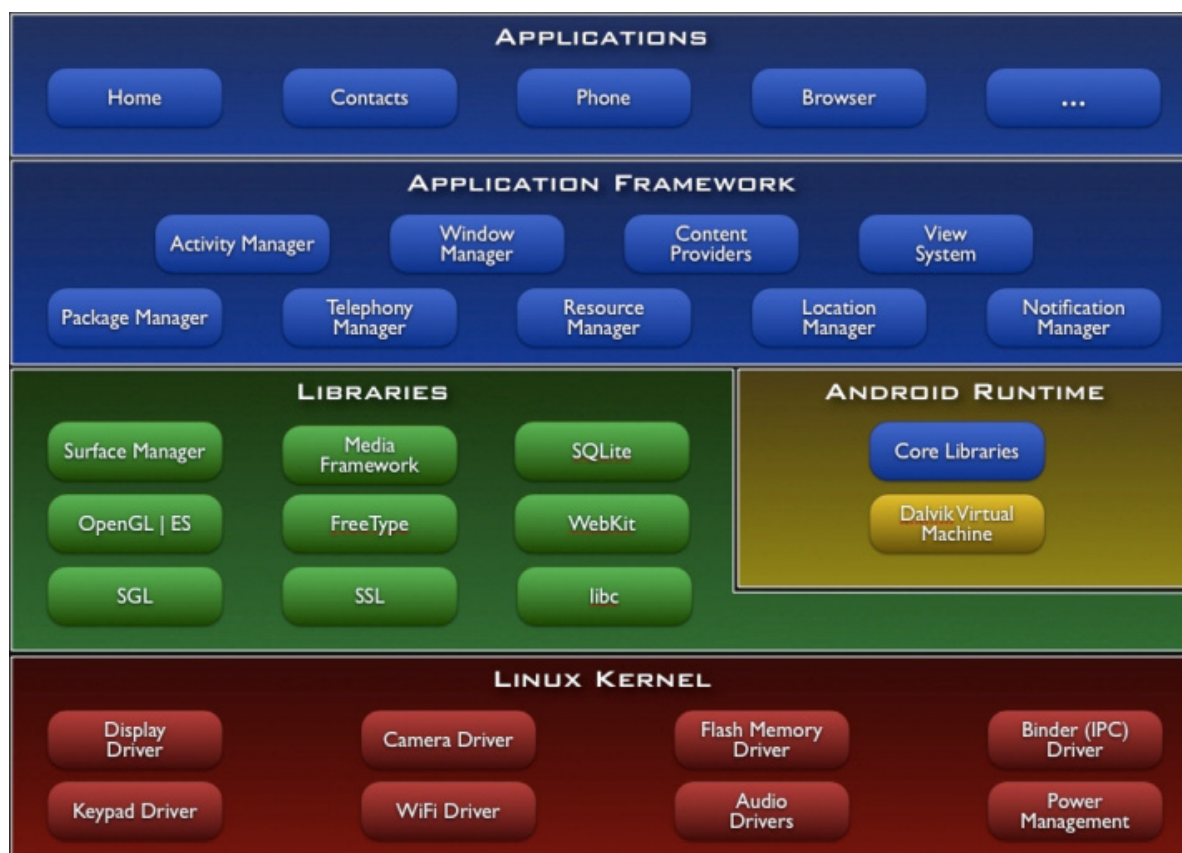 APPLICATIONS
Home
Contacts
Phone
Browser
...
APPLICATION FRAMEWORK
Activity Manager
Window
Manager
Content
Providers
View
System
Package Manager
Telephony
Manager
Resource
Manager
Location
Manager
Notification
Manager
LIBRARIES
Surface Manager
Media
Framework
SQLite
OpenGL | ES
FreeType
WebKit
SGL
SSL
libc
ANDROID RUNTIME
Core Libraries
Dalvik Virtual
Machine
LINUX KERNEL
Display
Driver
Camera Driver
Flash Memory
Driver
Binder (IPC)
Driver
Keypad Driver
WiFi Driver
Audio
Drivers
Power
Management